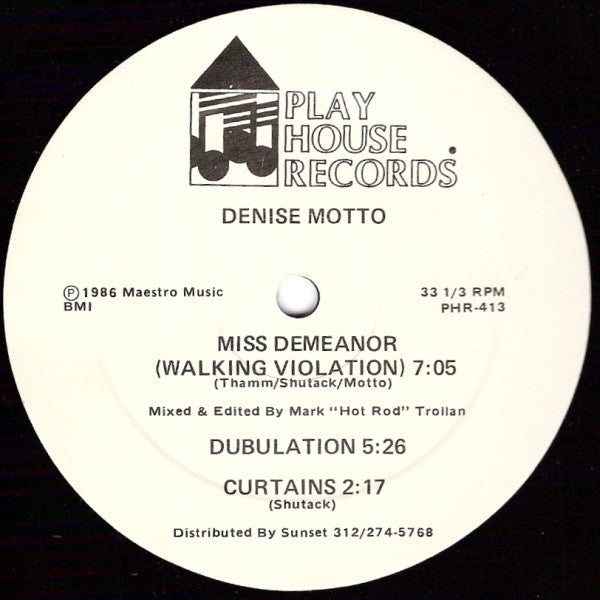 PLAY
HOUSE
RECORDS
DENISE MOTTO
Ⓟ 1986 Maestro Music
BMI
33 1/3 RPM
PHR-413
MISS DEMEANOR
(WALKING VIOLATION) 7:05
(Thamm/Shutack/Motto)
Mixed & Edited By Mark "Hot Rod" Trollan
DUBULATION 5:26
CURTAINS 2:17
(Shutack)
Distributed By Sunset 312/274-5768